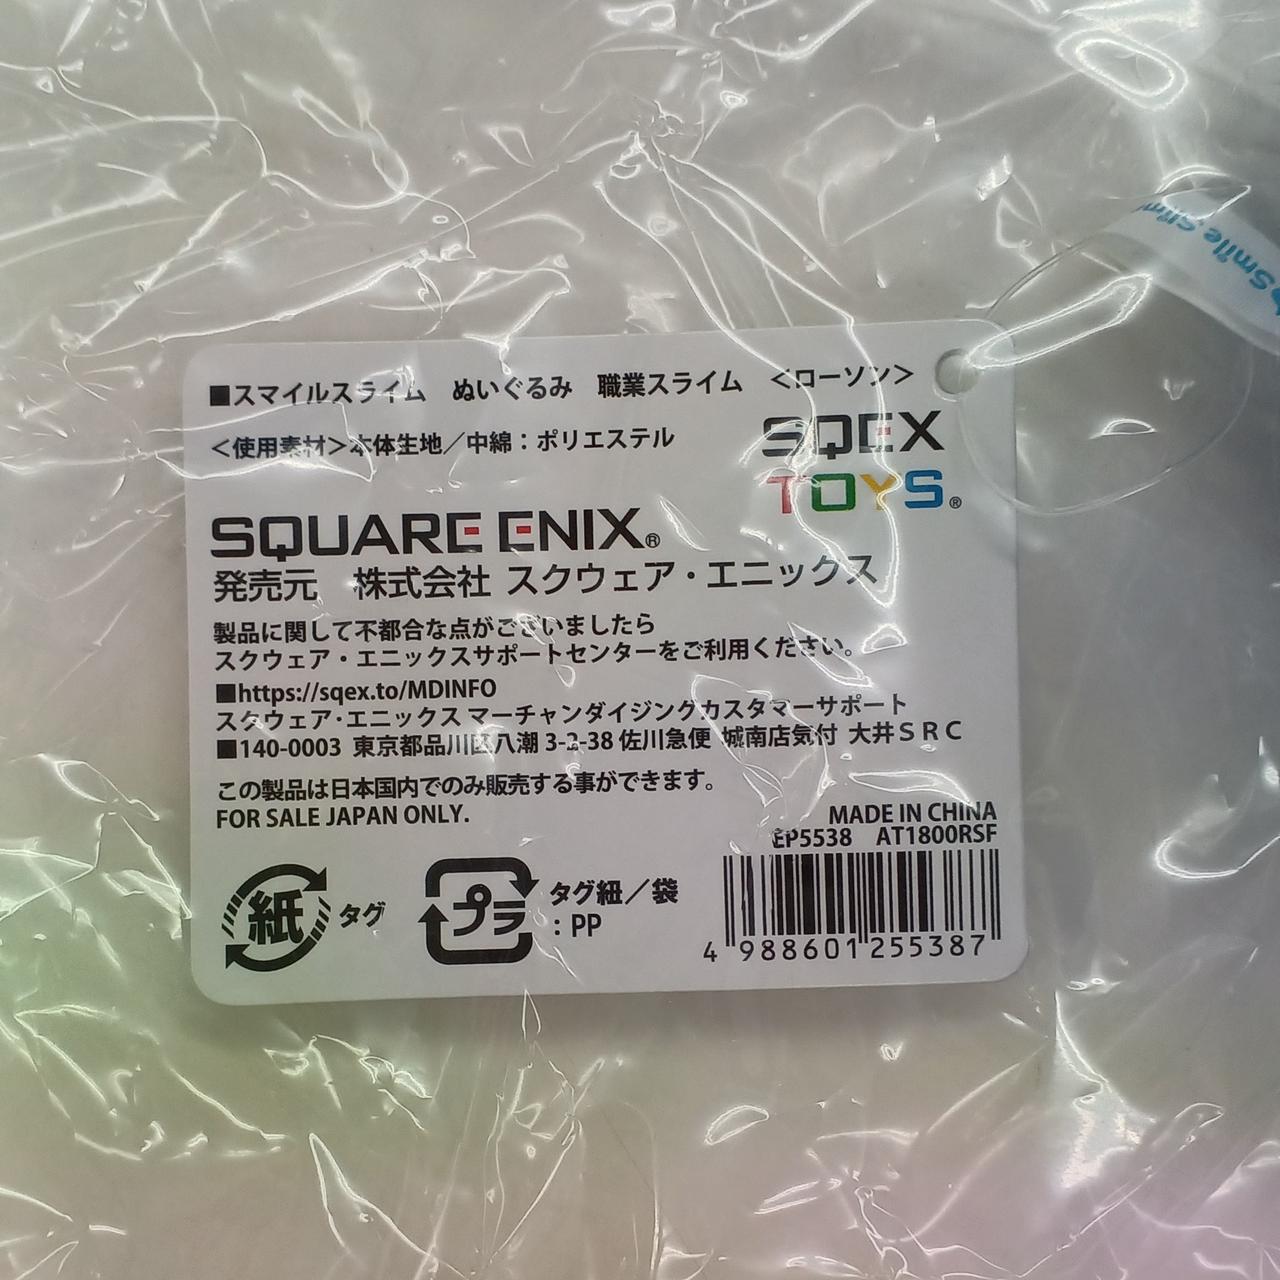 Smile Slim
■スマイルスライム ぬいぐるみ 職業スライム <ローソン>
<使用素材>本体生地／中綿：ポリエステル
SQEX
TOYS®
SQUARE ENIX®
発売元 株式会社 スクウェア・エニックス
製品に関して不都合な点がございましたら
スクウェア・エニックスサポートセンターをご利用ください。
■https://sqex.to/MDINFO
スクウェア・エニックス マーチャンダイジングカスタマーサポート
■140-0003 東京都品川区八潮 3-2-38 佐川急便 城南店気付 大井ＳＲＣ
この製品は日本国内でのみ販売する事ができます。
FOR SALE JAPAN ONLY.
MADE IN CHINA
EP5538 AT1800RSF
紙 タグ
プラ タグ紐／袋
：PP
4 988601 255387